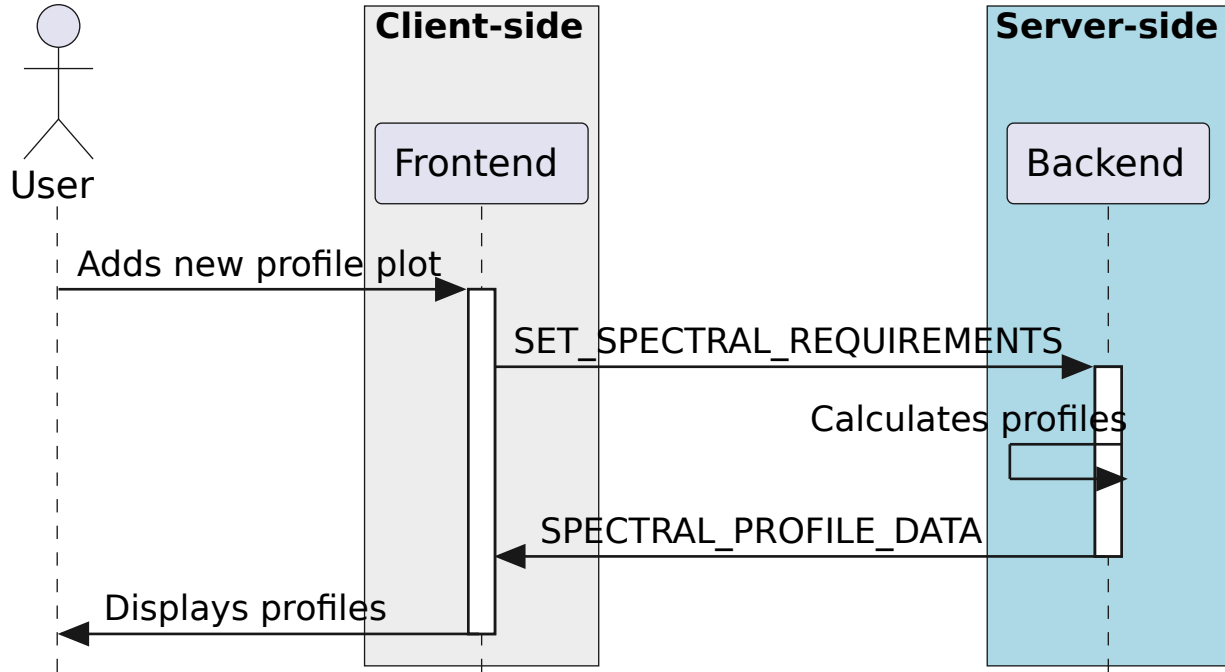 Client-side
Server-side
Frontend
Backend
User
Adds new profile plot
SET_SPECTRAL_REQUIREMENTS
Calculates profiles
SPECTRAL_PROFILE_DATA
Displays profiles